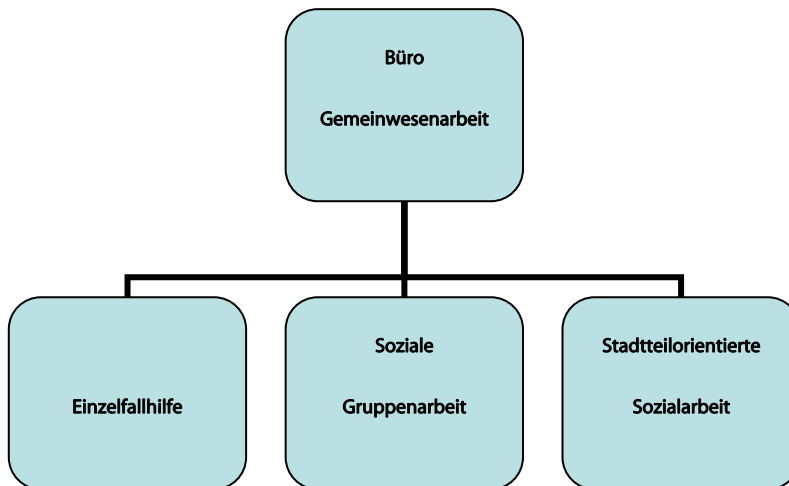 Büro
Gemeinwesenarbeit
Einzelfallhilfe
Soziale
Gruppenarbeit
Stadtteilorientierte
Sozialarbeit